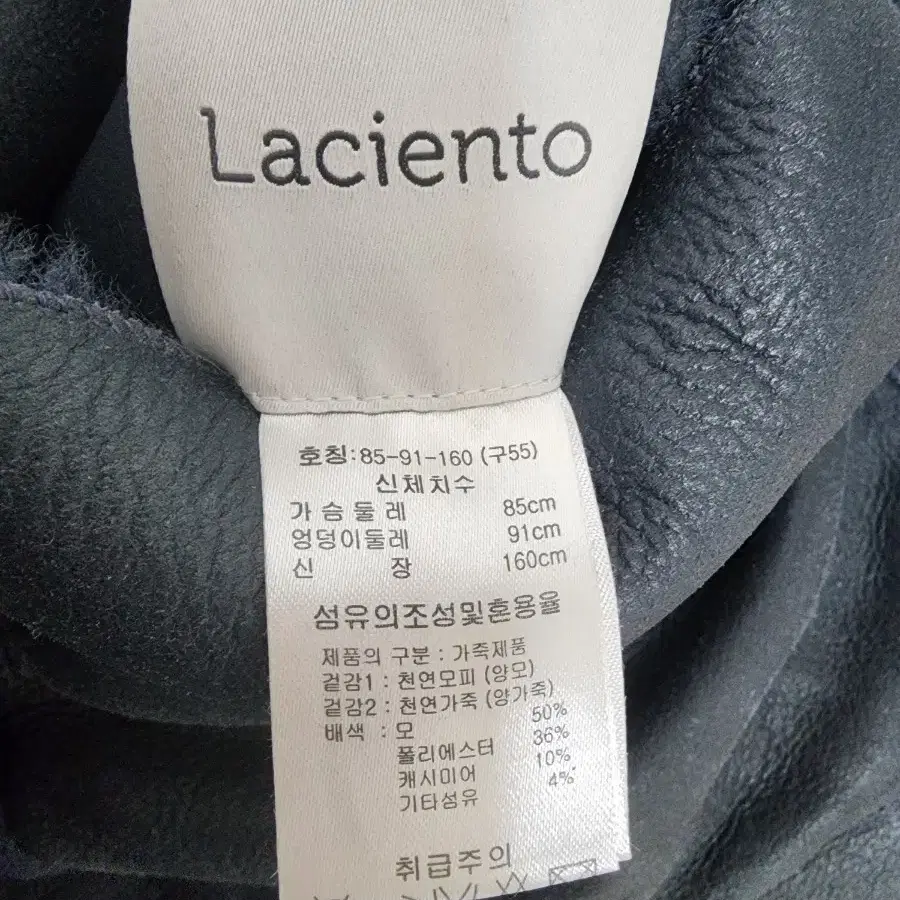 Laciento
호칭:85-91-160 (구55)
신체치수
가슴둘레 85cm
엉덩이둘레 91cm
신 장 160cm
섬유의조성및혼용율
제품의 구분 : 가죽제품
겉감1 : 천연모피 (양모)
겉감2 : 천연가죽 (양가죽)
배색 : 모 50%
폴리에스터 36%
캐시미어 10%
기타섬유 4%
취급주의